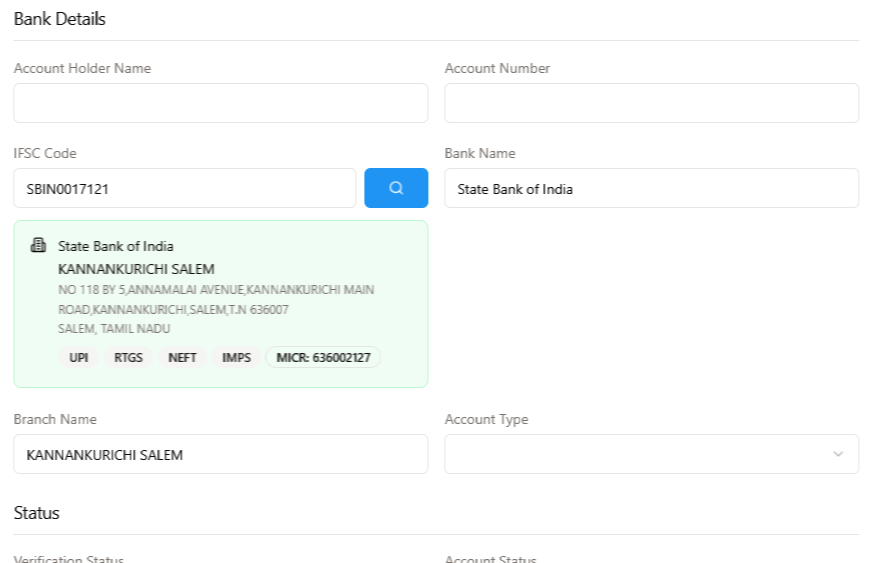 Bank Details
Account Holder Name
Account Number
IFSC Code
Bank Name
SBIN0017121
State Bank of India
State Bank of India
KANNANKURICHI SALEM
NO 118 BY 5,ANNAMALAI AVENUE,KANNANKURICHI MAIN
ROAD,KANNANKURICHI,SALEM,T.N 636007
SALEM, TAMIL NADU
UPI RTGS NEFT IMPS MICR: 636002127
Branch Name
Account Type
KANNANKURICHI SALEM
Status
Verification Status
Account Status